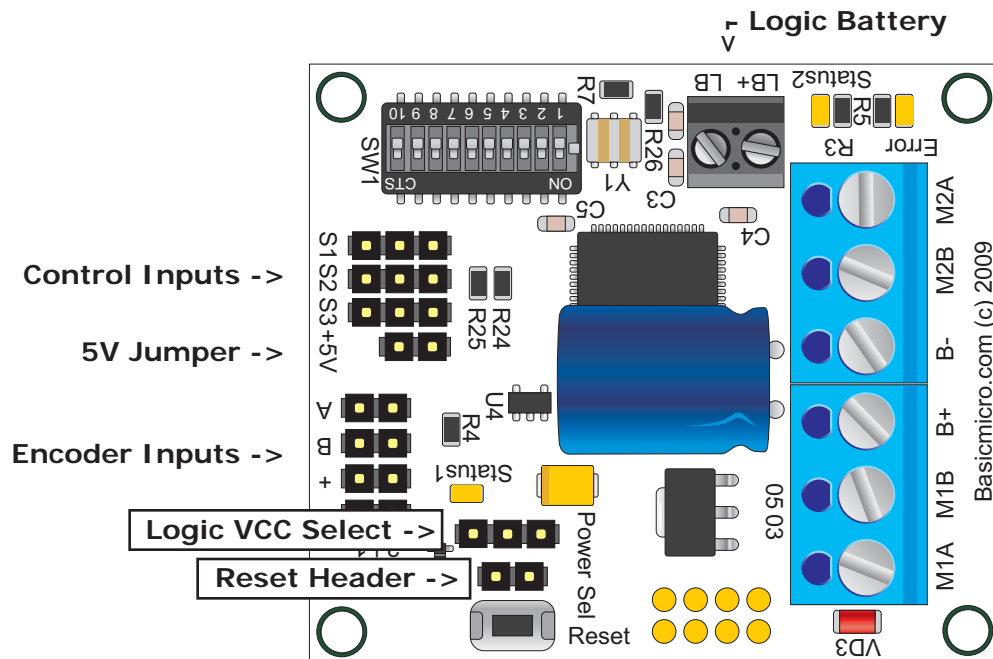 Logic Battery
LB
LB+
Status2
R7
R26
R5
R3
Error
10 9 8 7 6 5 4 3 2 1
SW1
CTS
ON
Y1
C3
C5
C4
M2A
M2B
B-
B+
M1B
M1A
Basicmicro.com (c) 2009
S1
Control Inputs ->
S2
S3
+5V
5V Jumper ->
R25
R24
U4
R4
A
B
+
Encoder Inputs ->
Status1
Logic VCC Select ->
Reset Header ->
Power Sel
Reset
05 03
VD3